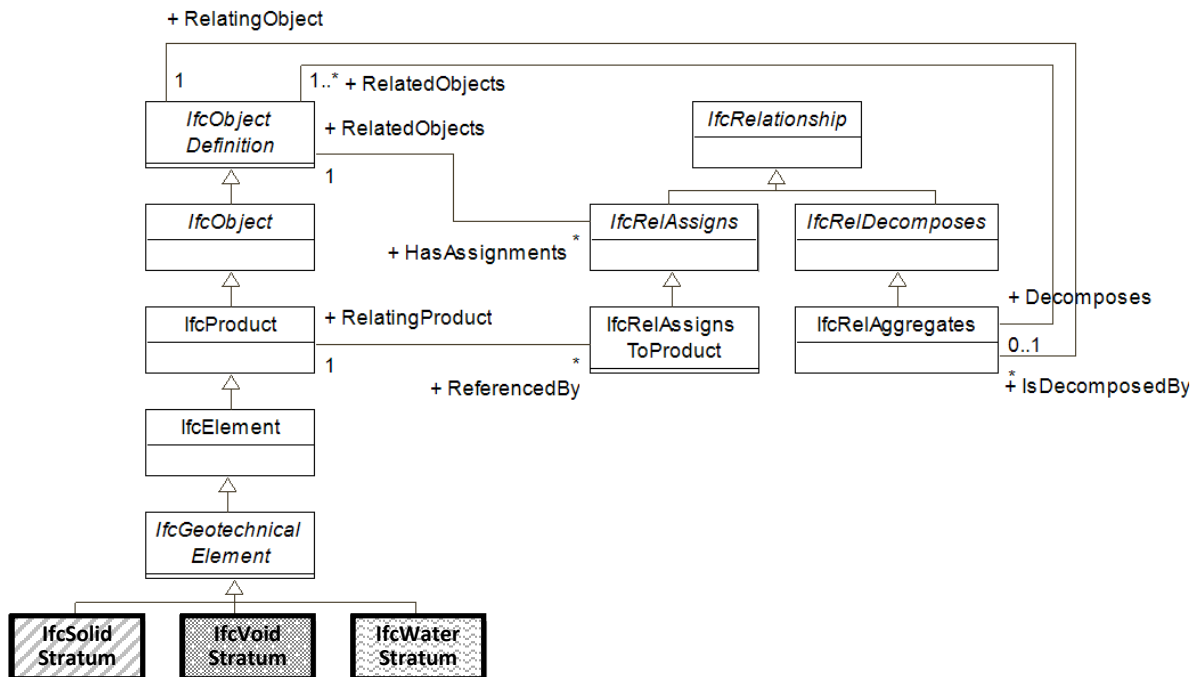 + RelatingObject
1
1..*
+ RelatedObjects
IfcObject
Definition
+ RelatedObjects
1
IfcRelationship
IfcObject
IfcRelAssigns
IfcRelDecomposes
*
+ HasAssignments
IfcProduct
+ RelatingProduct
1
IfcRelAssigns
ToProduct
*
+ ReferencedBy
IfcRelAggregates
+ Decomposes
0..1
*
+ IsDecomposedBy
IfcElement
IfcGeotechnical
Element
IfcSolid
Stratum
IfcVoid
Stratum
IfcWater
Stratum